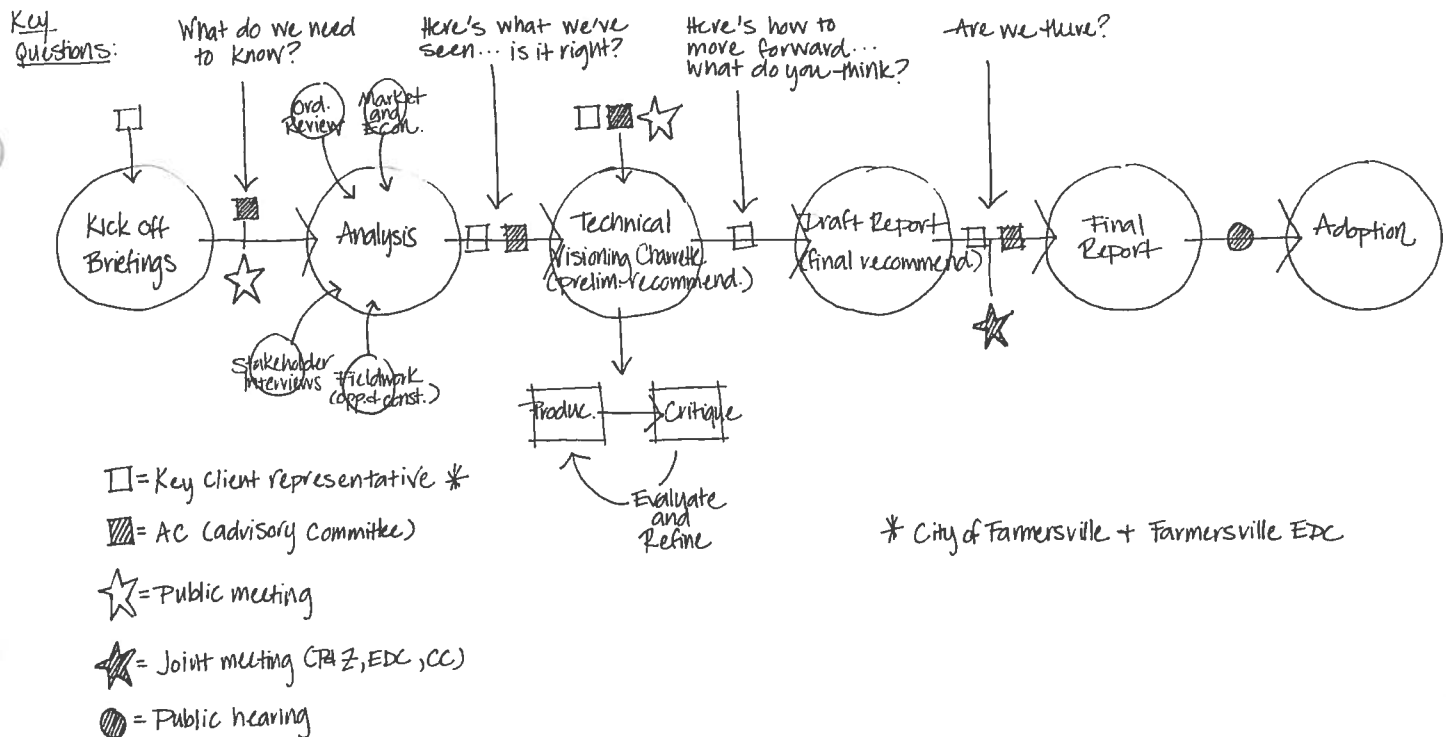 Key
Questions:
What do we need
to know?
Here's what we've
seen... is it right?
Here's how to
move forward...
What do you think?
Are we there?
Ord.
Review
Market
and
Econ.
Kick off
Briefings
Analysis
Technical
Visioning Charrette
(prelim. recommend.)
Draft Report
(final recommend)
Final
Report
Adoption
Stakeholder
Interviews
Fieldwork
(opp.+ const.)
Produc.
Critique
Evaluate
and
Refine
= Key Client representative *
= AC (advisory Committee)
= Public meeting
= Joint meeting (P&Z, EDC, CC)
= Public hearing
* City of Farmersville + Farmersville EDC